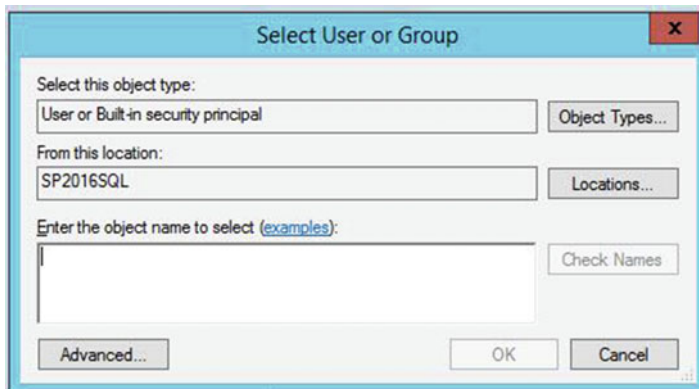 Select User or Group
x
Select this object type:
User or Built-in security principal
Object Types...
From this location:
SP2016SQL
Locations...
Enter the object name to select (examples):
Check Names
Advanced...
OK
Cancel